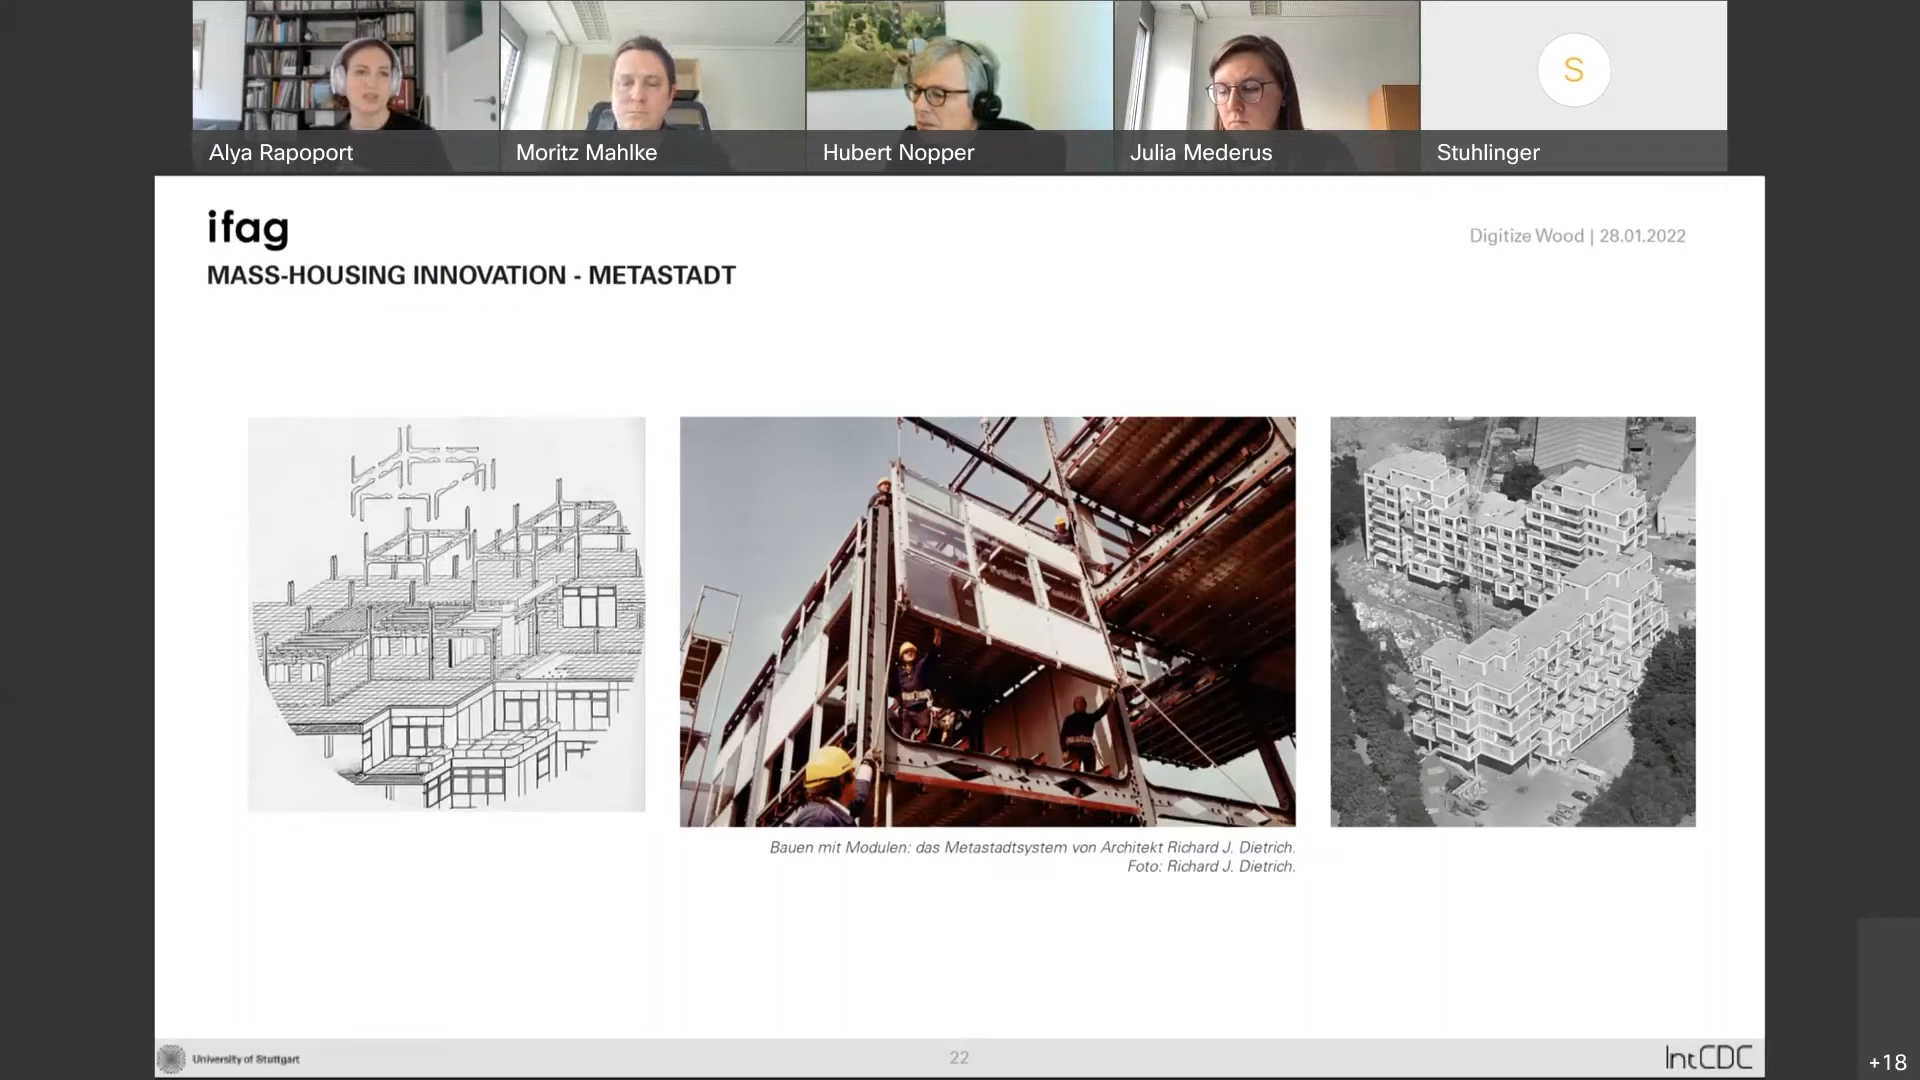 Alya Rapoport
Moritz Mahlke
Hubert Nopper
Julia Mederus
S
Stuhlinger
ifag
Digitize Wood | 28.01.2022
MASS-HOUSING INNOVATION - METASTADT
Bauen mit Modulen: das Metastadtsystem von Architekt Richard J. Dietrich.
Foto: Richard J. Dietrich.
University of Stuttgart
22
IntCDC
+18